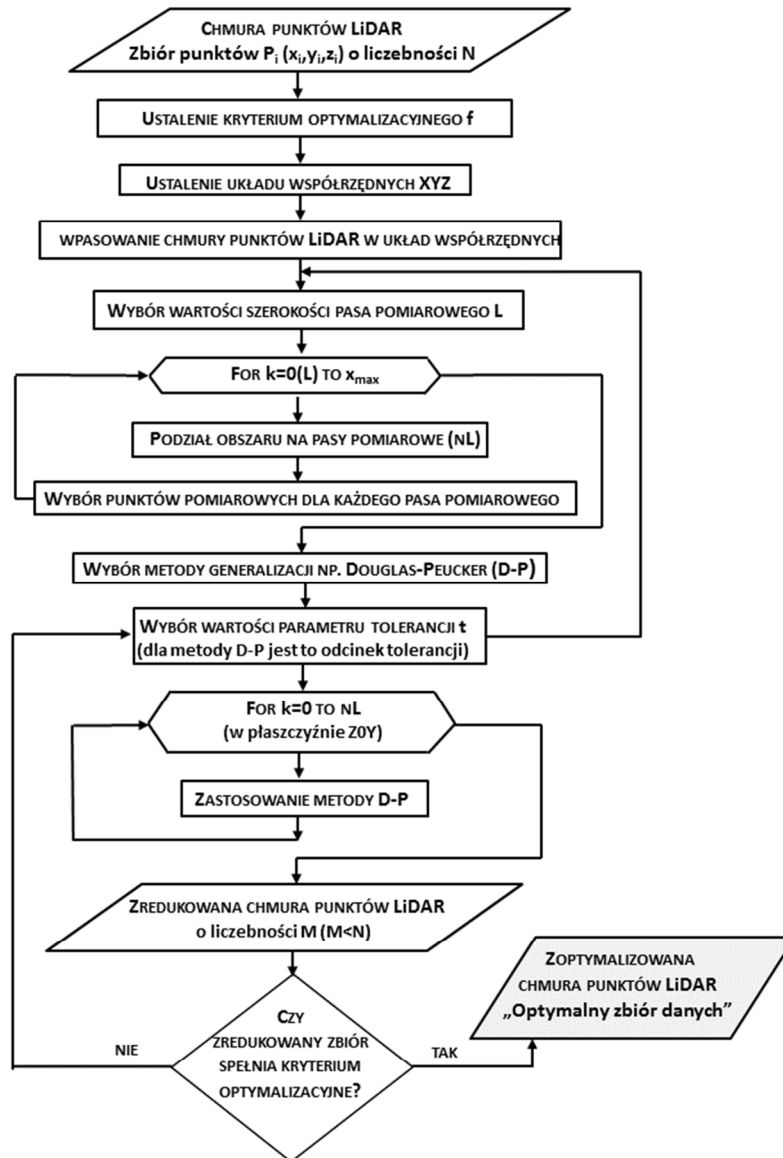 CHMURA PUNKTÓW LiDAR
Zbiór punktów Pᵢ (xᵢ,yᵢ,zᵢ) o liczebności N
USTALENIE KRYTERIUM OPTYMALIZACYJNEGO f
USTALENIE UKŁADU WSPÓŁRZĘDNYCH XYZ
WPASOWANIE CHMURY PUNKTÓW LiDAR W UKŁAD WSPÓŁRZĘDNYCH
WYBÓR WARTOŚCI SZEROKOŚCI PASA POMIAROWEGO L
FOR k=0(L) TO xmax
PODZIAŁ OBSZARU NA PASY POMIAROWE (NL)
WYBÓR PUNKTÓW POMIAROWYCH DLA KAŻDEGO PASA POMIAROWEGO
WYBÓR METODY GENERALIZACJI NP. DOUGLAS-PEUCKER (D-P)
WYBÓR WARTOŚCI PARAMETRU TOLERANCJI t
(dla metody D-P jest to odcinek tolerancji)
FOR k=0 TO NL
(w płaszczyźnie Z0Y)
ZASTOSOWANIE METODY D-P
ZREDUKOWANA CHMURA PUNKTÓW LiDAR
o liczebności M (M<N)
ZOPTYMALIZOWANA
CHMURA PUNKTÓW LiDAR
„Optymalny zbiór danych”
CZY
ZREDUKOWANY ZBIÓR
SPEŁNIA KRYTERIUM
OPTYMALIZACYJNE?
NIE
TAK